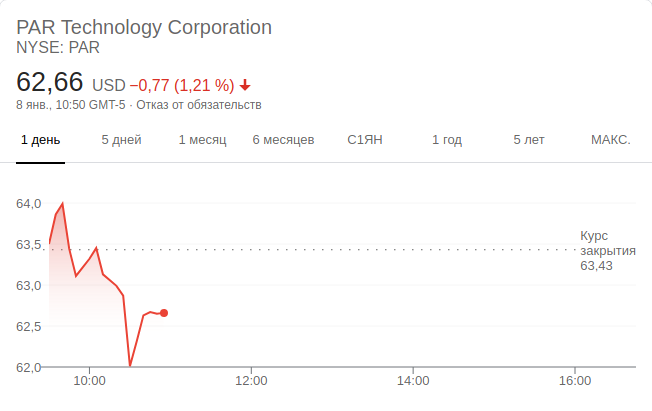 PAR Technology Corporation
NYSE: PAR
62,66 USD −0,77 (1,21 %)
8 янв., 10:50 GMT-5 · Отказ от обязательств
1 день 5 дней 1 месяц 6 месяцев С1ЯН 1 год 5 лет МАКС.
64,0
63,5
63,0
62,5
62,0
Курс
закрытия
63,43
10:00 12:00 14:00 16:00